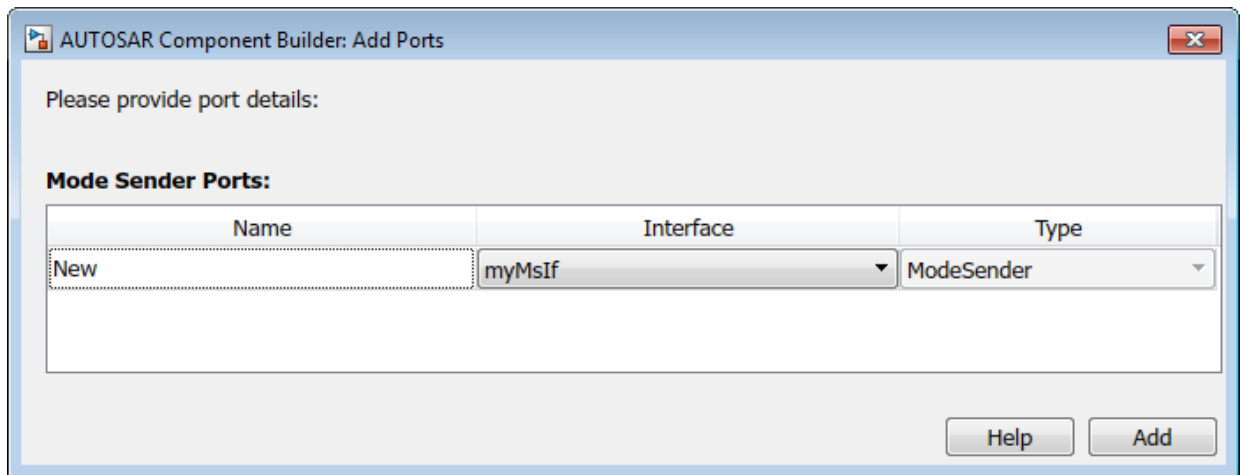 AUTOSAR Component Builder: Add Ports
Please provide port details:
Mode Sender Ports:
Name Interface Type
New myMsIf ModeSender
Help Add